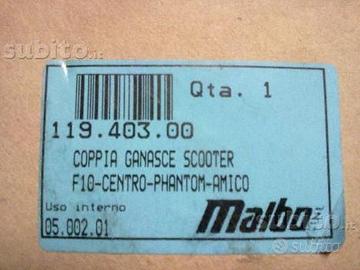 subito.it
Qta. 1
119.403.00
COPPIA GANASCE SCOOTER
F10-CENTRO-PHANTOM-AMICO
Uso interno
05.002.01
Malbo
subito.it